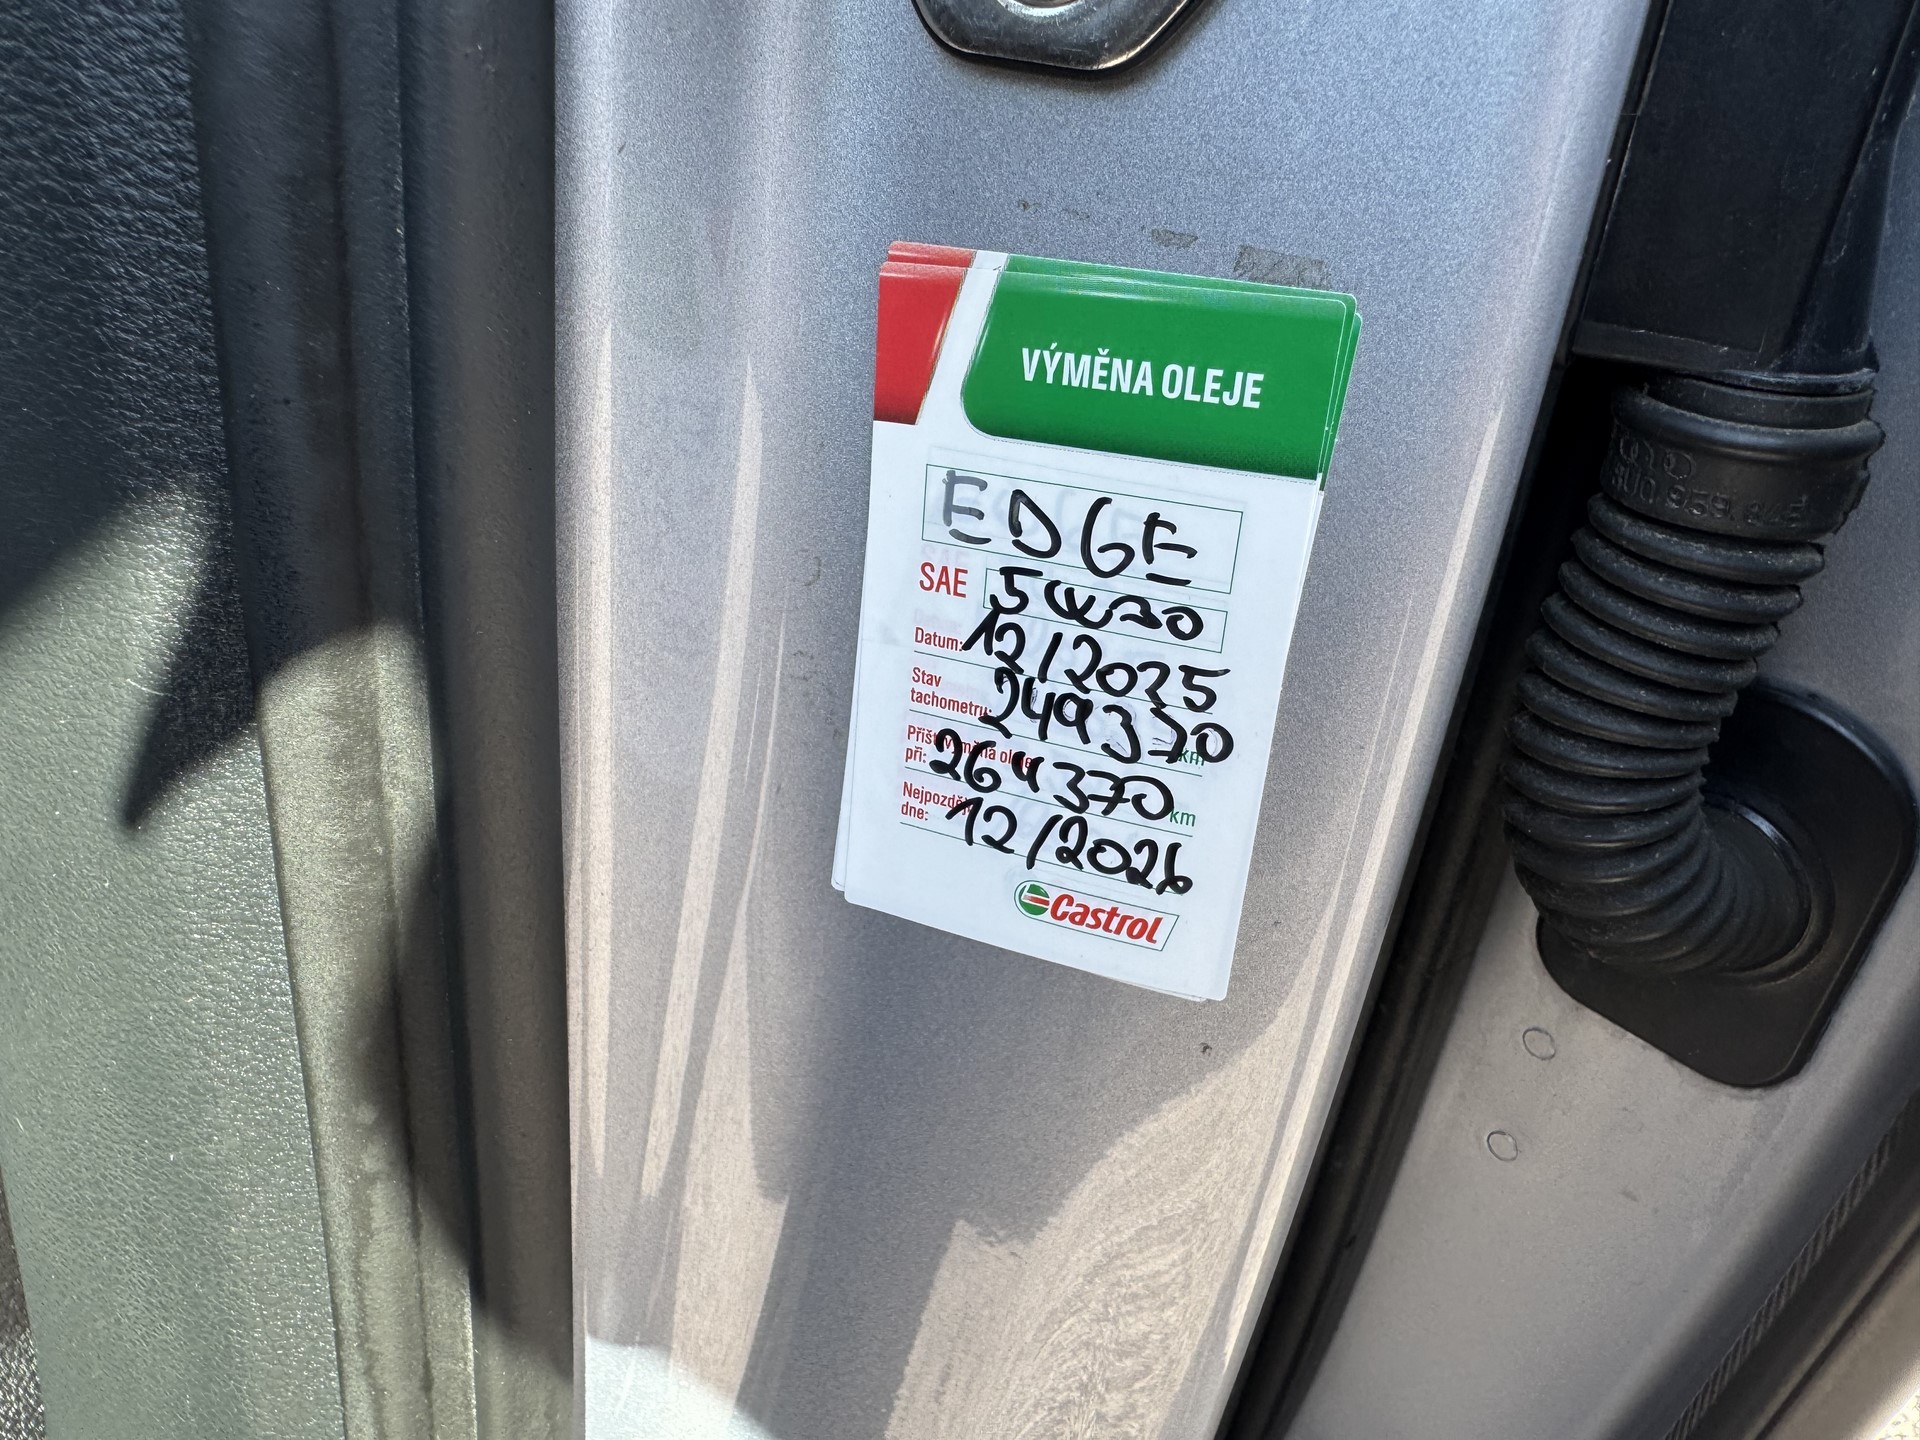 VÝMĚNA OLEJE
EDGE
SAE 5W30
Datum: 12/2025
Stav
tachometru: 249370 km
Příští výměna oleje
při: 264370 km
Nejpozději
dne: 12/2026
Castrol